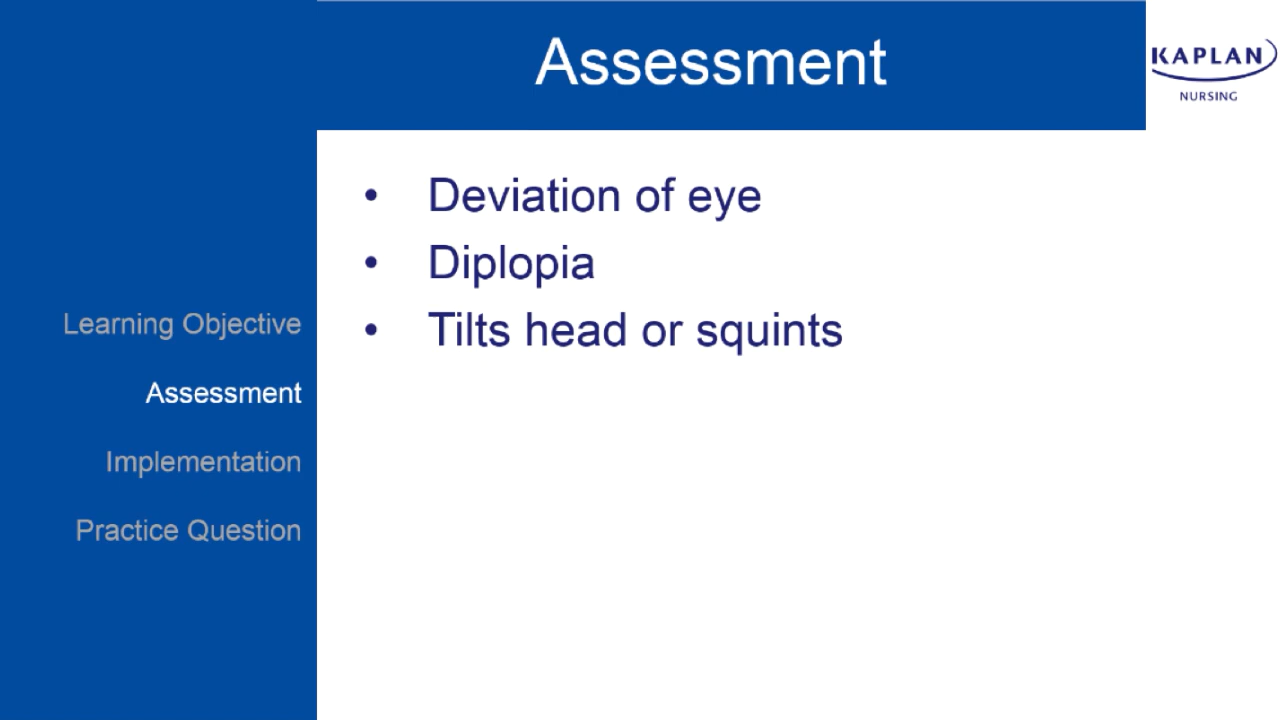 Assessment
KAPLAN
NURSING
• Deviation of eye
• Diplopia
• Tilts head or squints
Learning Objective
Assessment
Implementation
Practice Question